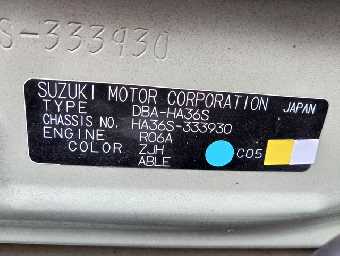 S-333930
SUZUKI MOTOR CORPORATION JAPAN
TYPE DBA-HA36S
CHASSIS NO. HA36S-333930
ENGINE R06A
COLOR ZJH C05
ABLE